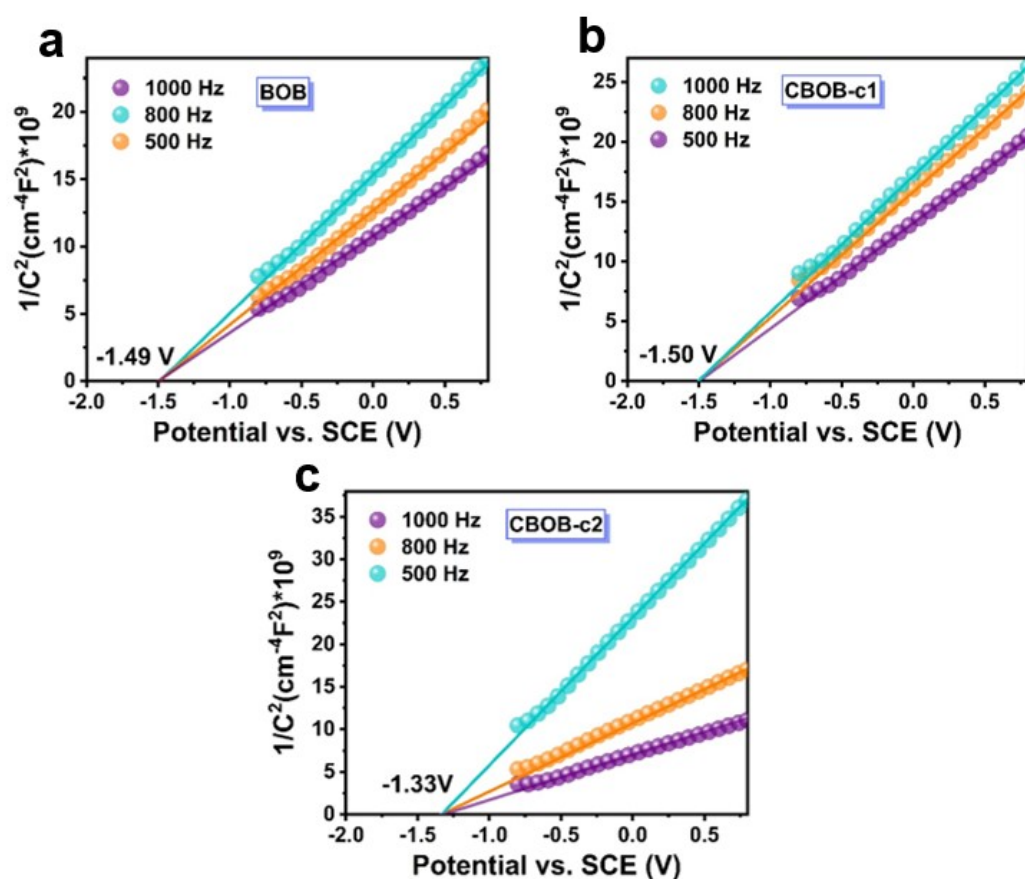 a
BOB
1000 Hz
800 Hz
500 Hz
1/C²(cm⁻⁴F²)*10⁹
20
15
10
5
0
-1.49 V
-2.0 -1.5 -1.0 -0.5 0.0 0.5
Potential vs. SCE (V)
b
CBOB-c1
1000 Hz
800 Hz
500 Hz
1/C²(cm⁻⁴F²)*10⁹
25
20
15
10
5
0
-1.50 V
-2.0 -1.5 -1.0 -0.5 0.0 0.5
Potential vs. SCE (V)
c
CBOB-c2
1000 Hz
800 Hz
500 Hz
1/C²(cm⁻⁴F²)*10⁹
35
30
25
20
15
10
5
0
-1.33V
-2.0 -1.5 -1.0 -0.5 0.0 0.5
Potential vs. SCE (V)